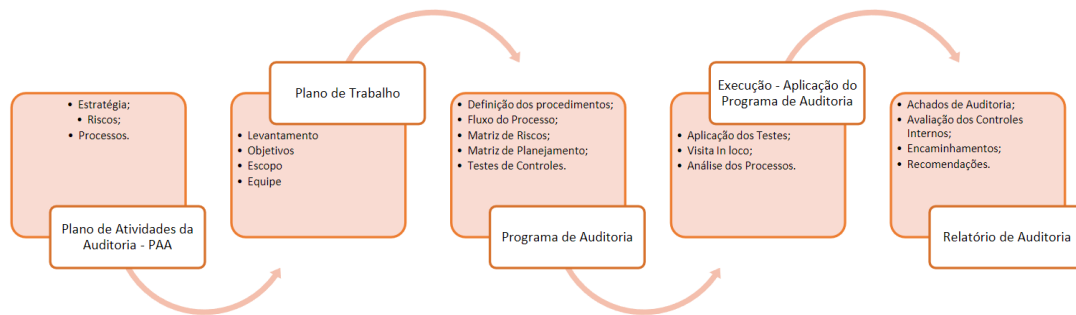 • Estratégia;
• Riscos;
• Processos.
Plano de Atividades da
Auditoria - PAA
Plano de Trabalho
• Levantamento
• Objetivos
• Escopo
• Equipe
• Definição dos procedimentos;
• Fluxo do Processo;
• Matriz de Riscos;
• Matriz de Planejamento;
• Testes de Controles.
Programa de Auditoria
Execução - Aplicação do
Programa de Auditoria
• Aplicação dos Testes;
• Visita In loco;
• Análise dos Processos.
• Achados de Auditoria;
• Avaliação dos Controles
Internos;
• Encaminhamentos;
• Recomendações.
Relatório de Auditoria